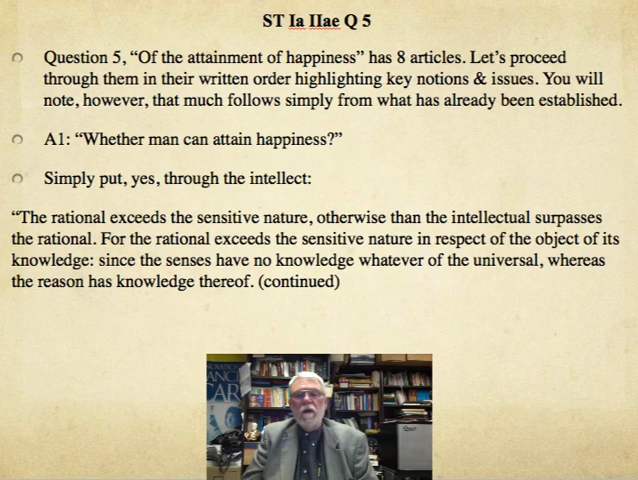 ST Ia IIae Q 5
Question 5, “Of the attainment of happiness” has 8 articles. Let’s proceed
through them in their written order highlighting key notions & issues. You will
note, however, that much follows simply from what has already been established.
A1: “Whether man can attain happiness?”
Simply put, yes, through the intellect:
“The rational exceeds the sensitive nature, otherwise than the intellectual surpasses
the rational. For the rational exceeds the sensitive nature in respect of the object of its
knowledge: since the senses have no knowledge whatever of the universal, whereas
the reason has knowledge thereof. (continued)